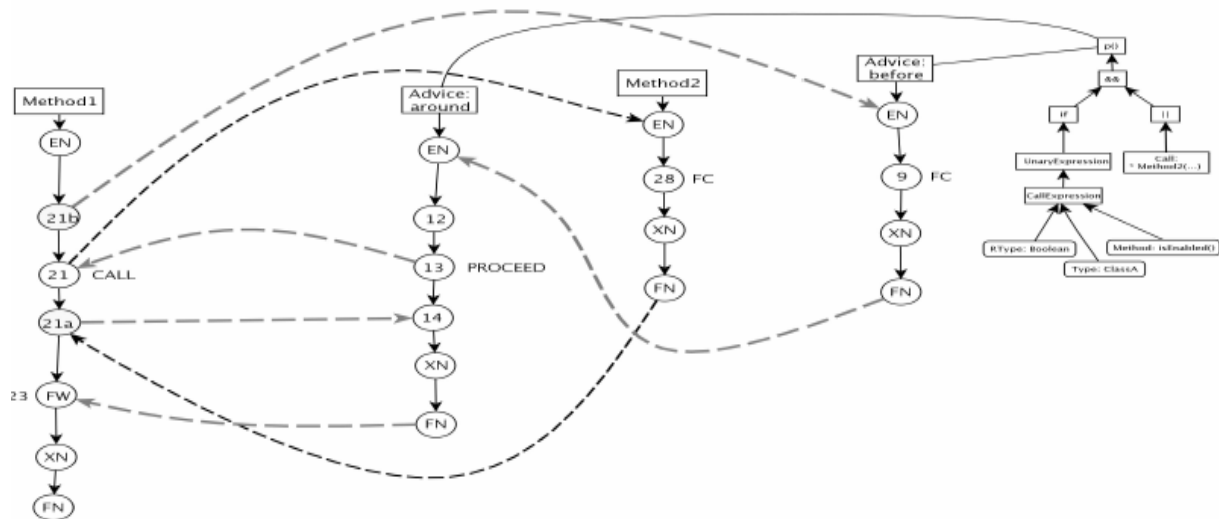 Method1
EN
21b
21
CALL
21a
23
FW
XN
FN
Advice:
around
EN
12
13
PROCEED
14
XN
FN
Method2
EN
28
FC
XN
FN
Advice:
before
EN
9
FC
XN
FN
p()
&&
if
||
UnaryExpression
Call:
* Method2(...)
CallExpression
RType: Boolean
Type: ClassA
Method: isEnabled()